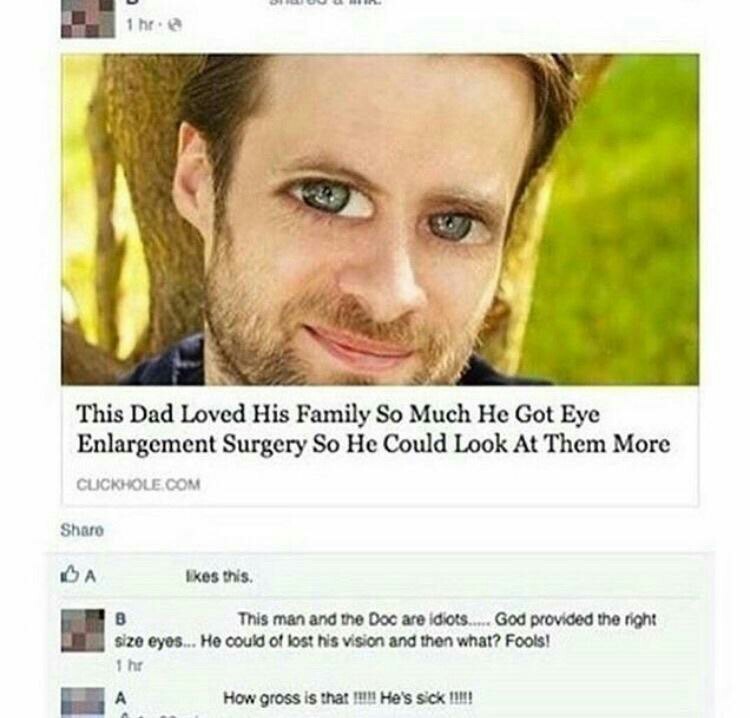 1 hr
This Dad Loved His Family So Much He Got Eye
Enlargement Surgery So He Could Look At Them More
CLICKHOLE.COM
Share
A likes this.
B This man and the Doc are idiots..... God provided the right
size eyes... He could of lost his vision and then what? Fools!
1 hr
A How gross is that !!!!! He's sick !!!!!